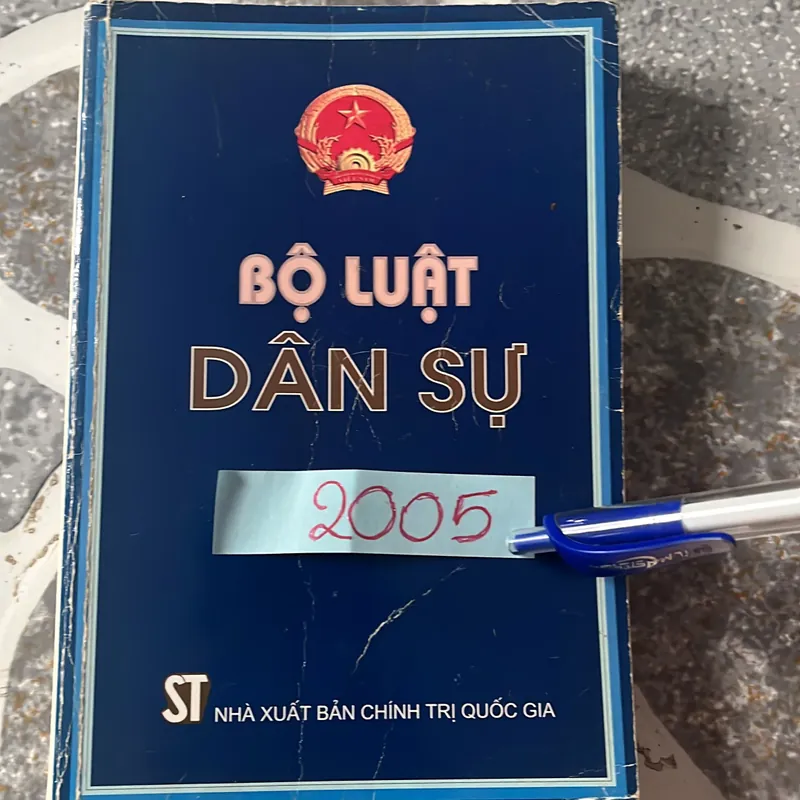 BỘ LUẬT
DÂN SỰ
2005
ST NHÀ XUẤT BẢN CHÍNH TRỊ QUỐC GIA